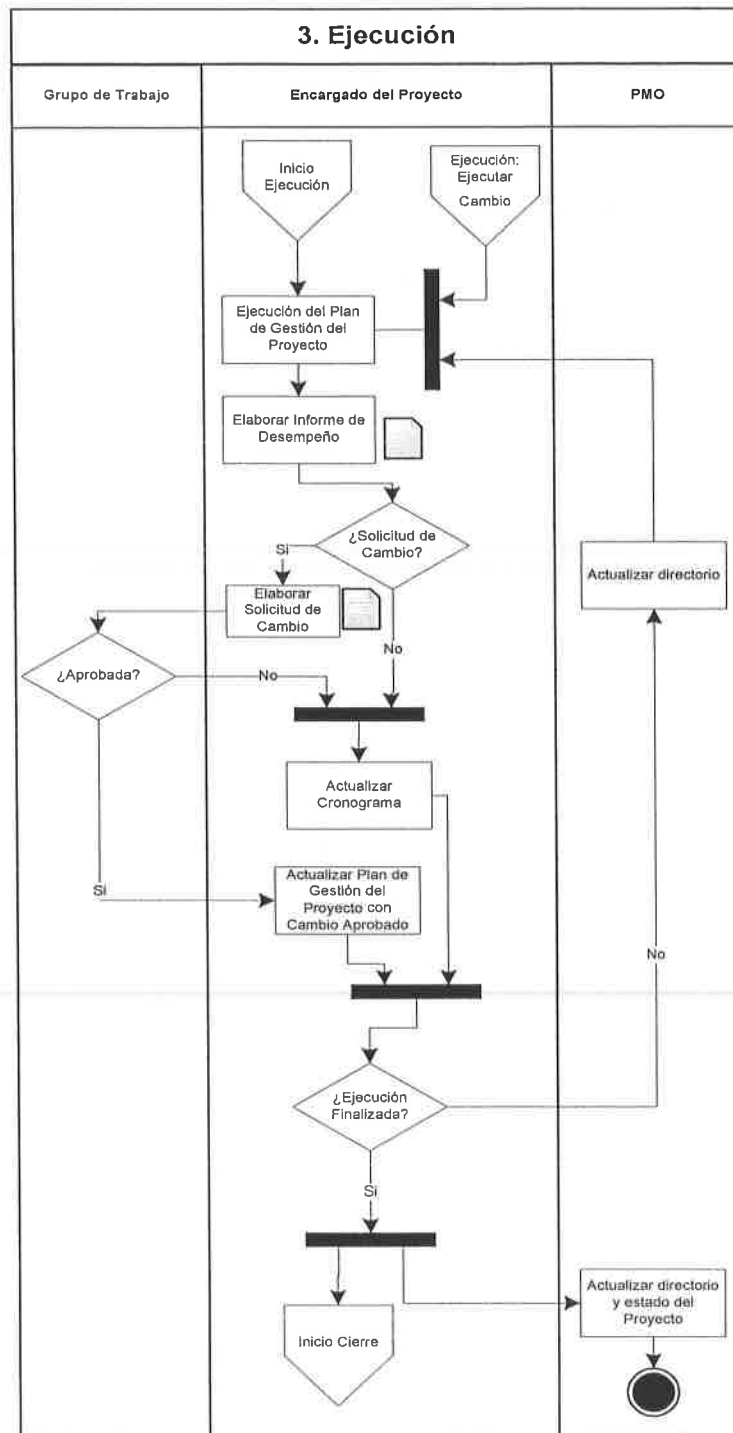 3. Ejecución
Grupo de Trabajo
Encargado del Proyecto
PMO
Inicio
Ejecución
Ejecución:
Ejecutar
Cambio
Ejecución del Plan
de Gestión del
Proyecto
Elaborar Informe de
Desempeño
¿Solicitud de
Cambio?
Si
Elaborar
Solicitud de
Cambio
Actualizar directorio
No
¿Aprobada?
No
Actualizar
Cronograma
Si
Actualizar Plan de
Gestión del
Proyecto con
Cambio Aprobado
No
¿Ejecución
Finalizada?
Si
Inicio Cierre
Actualizar directorio
y estado del
Proyecto